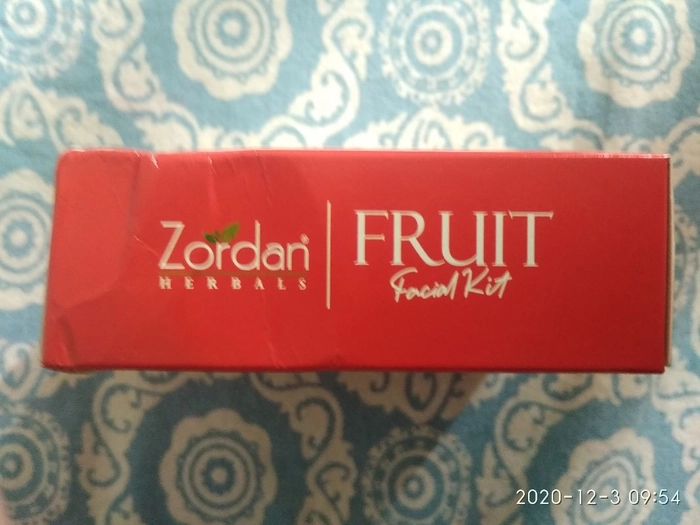 Zordan®
HERBALS
FRUIT
Facial Kit
2020-12-3 09:54